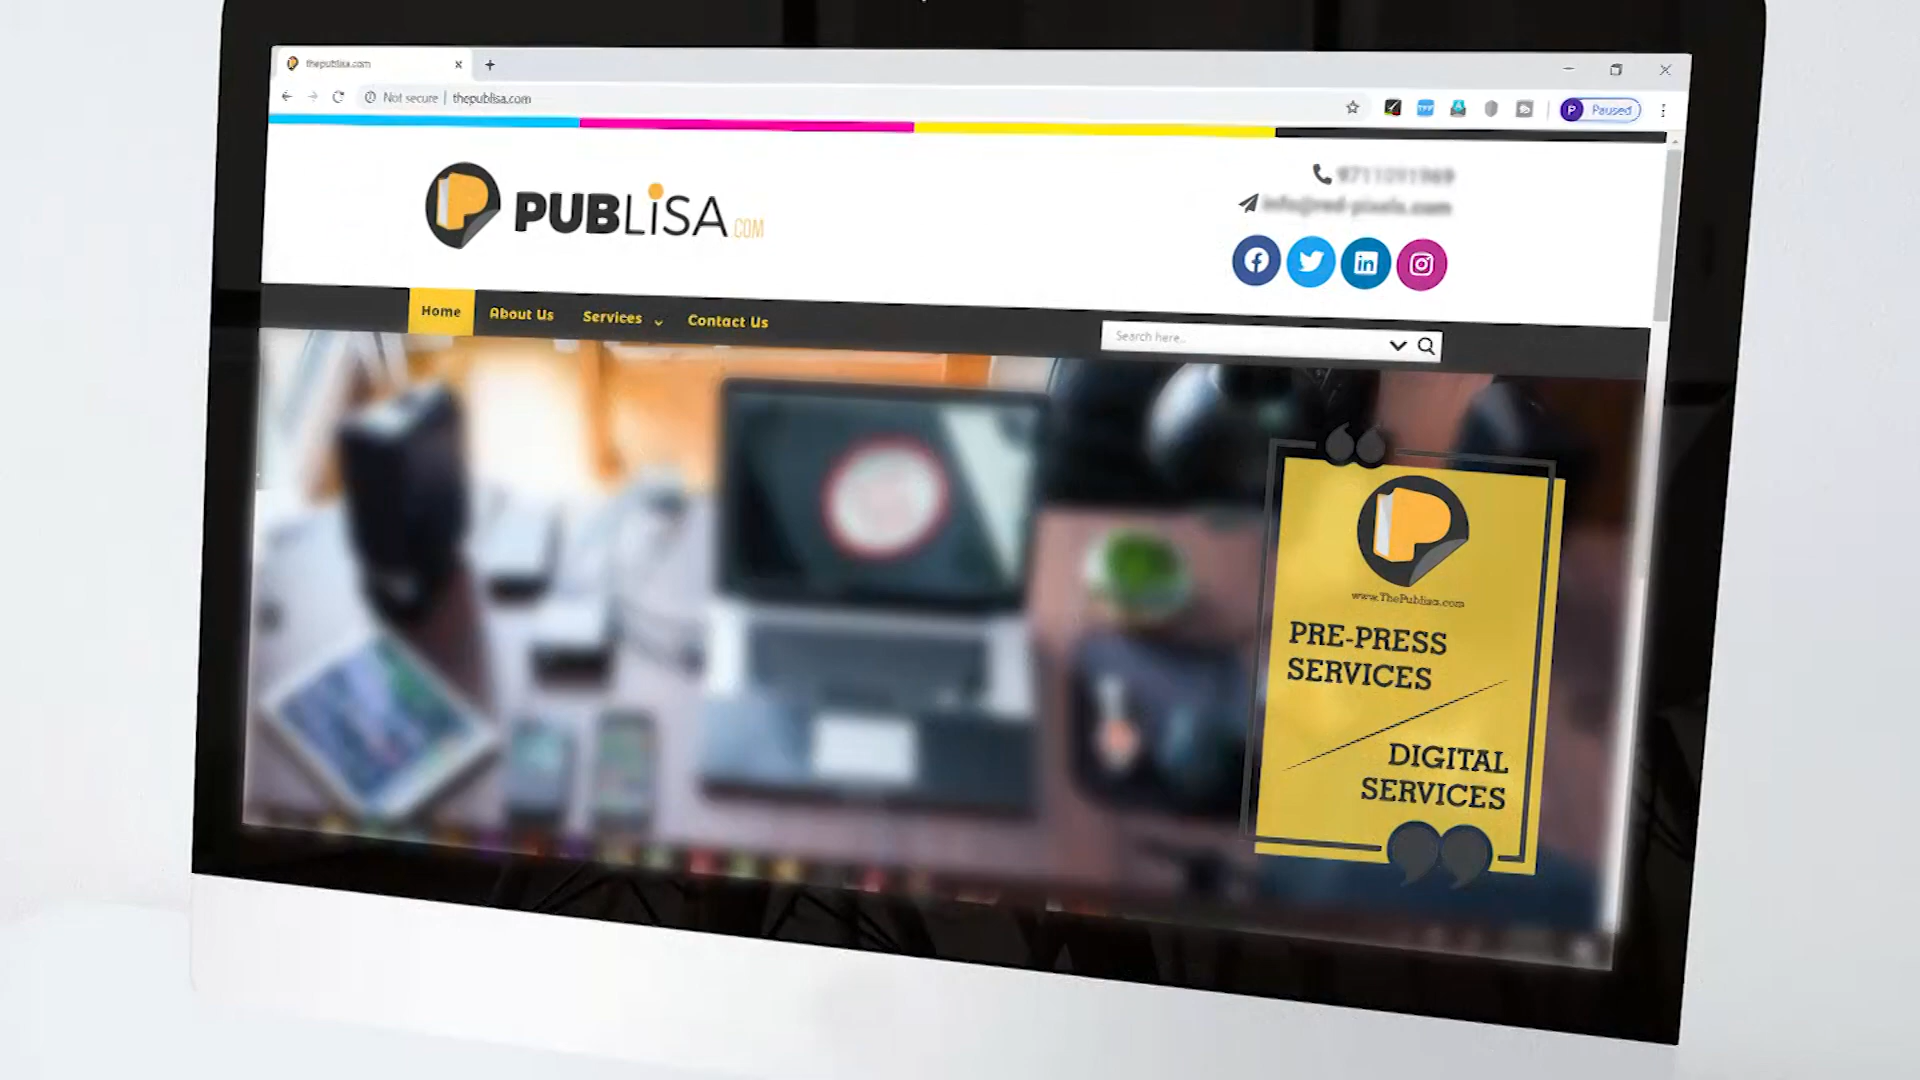 thepublisa.com
Not secure | thepublisa.com
P Paused
PUBLiSA.COM
Home About Us Services Contact Us
Search here..
www.ThePublisa.com
PRE-PRESS
SERVICES
DIGITAL
SERVICES